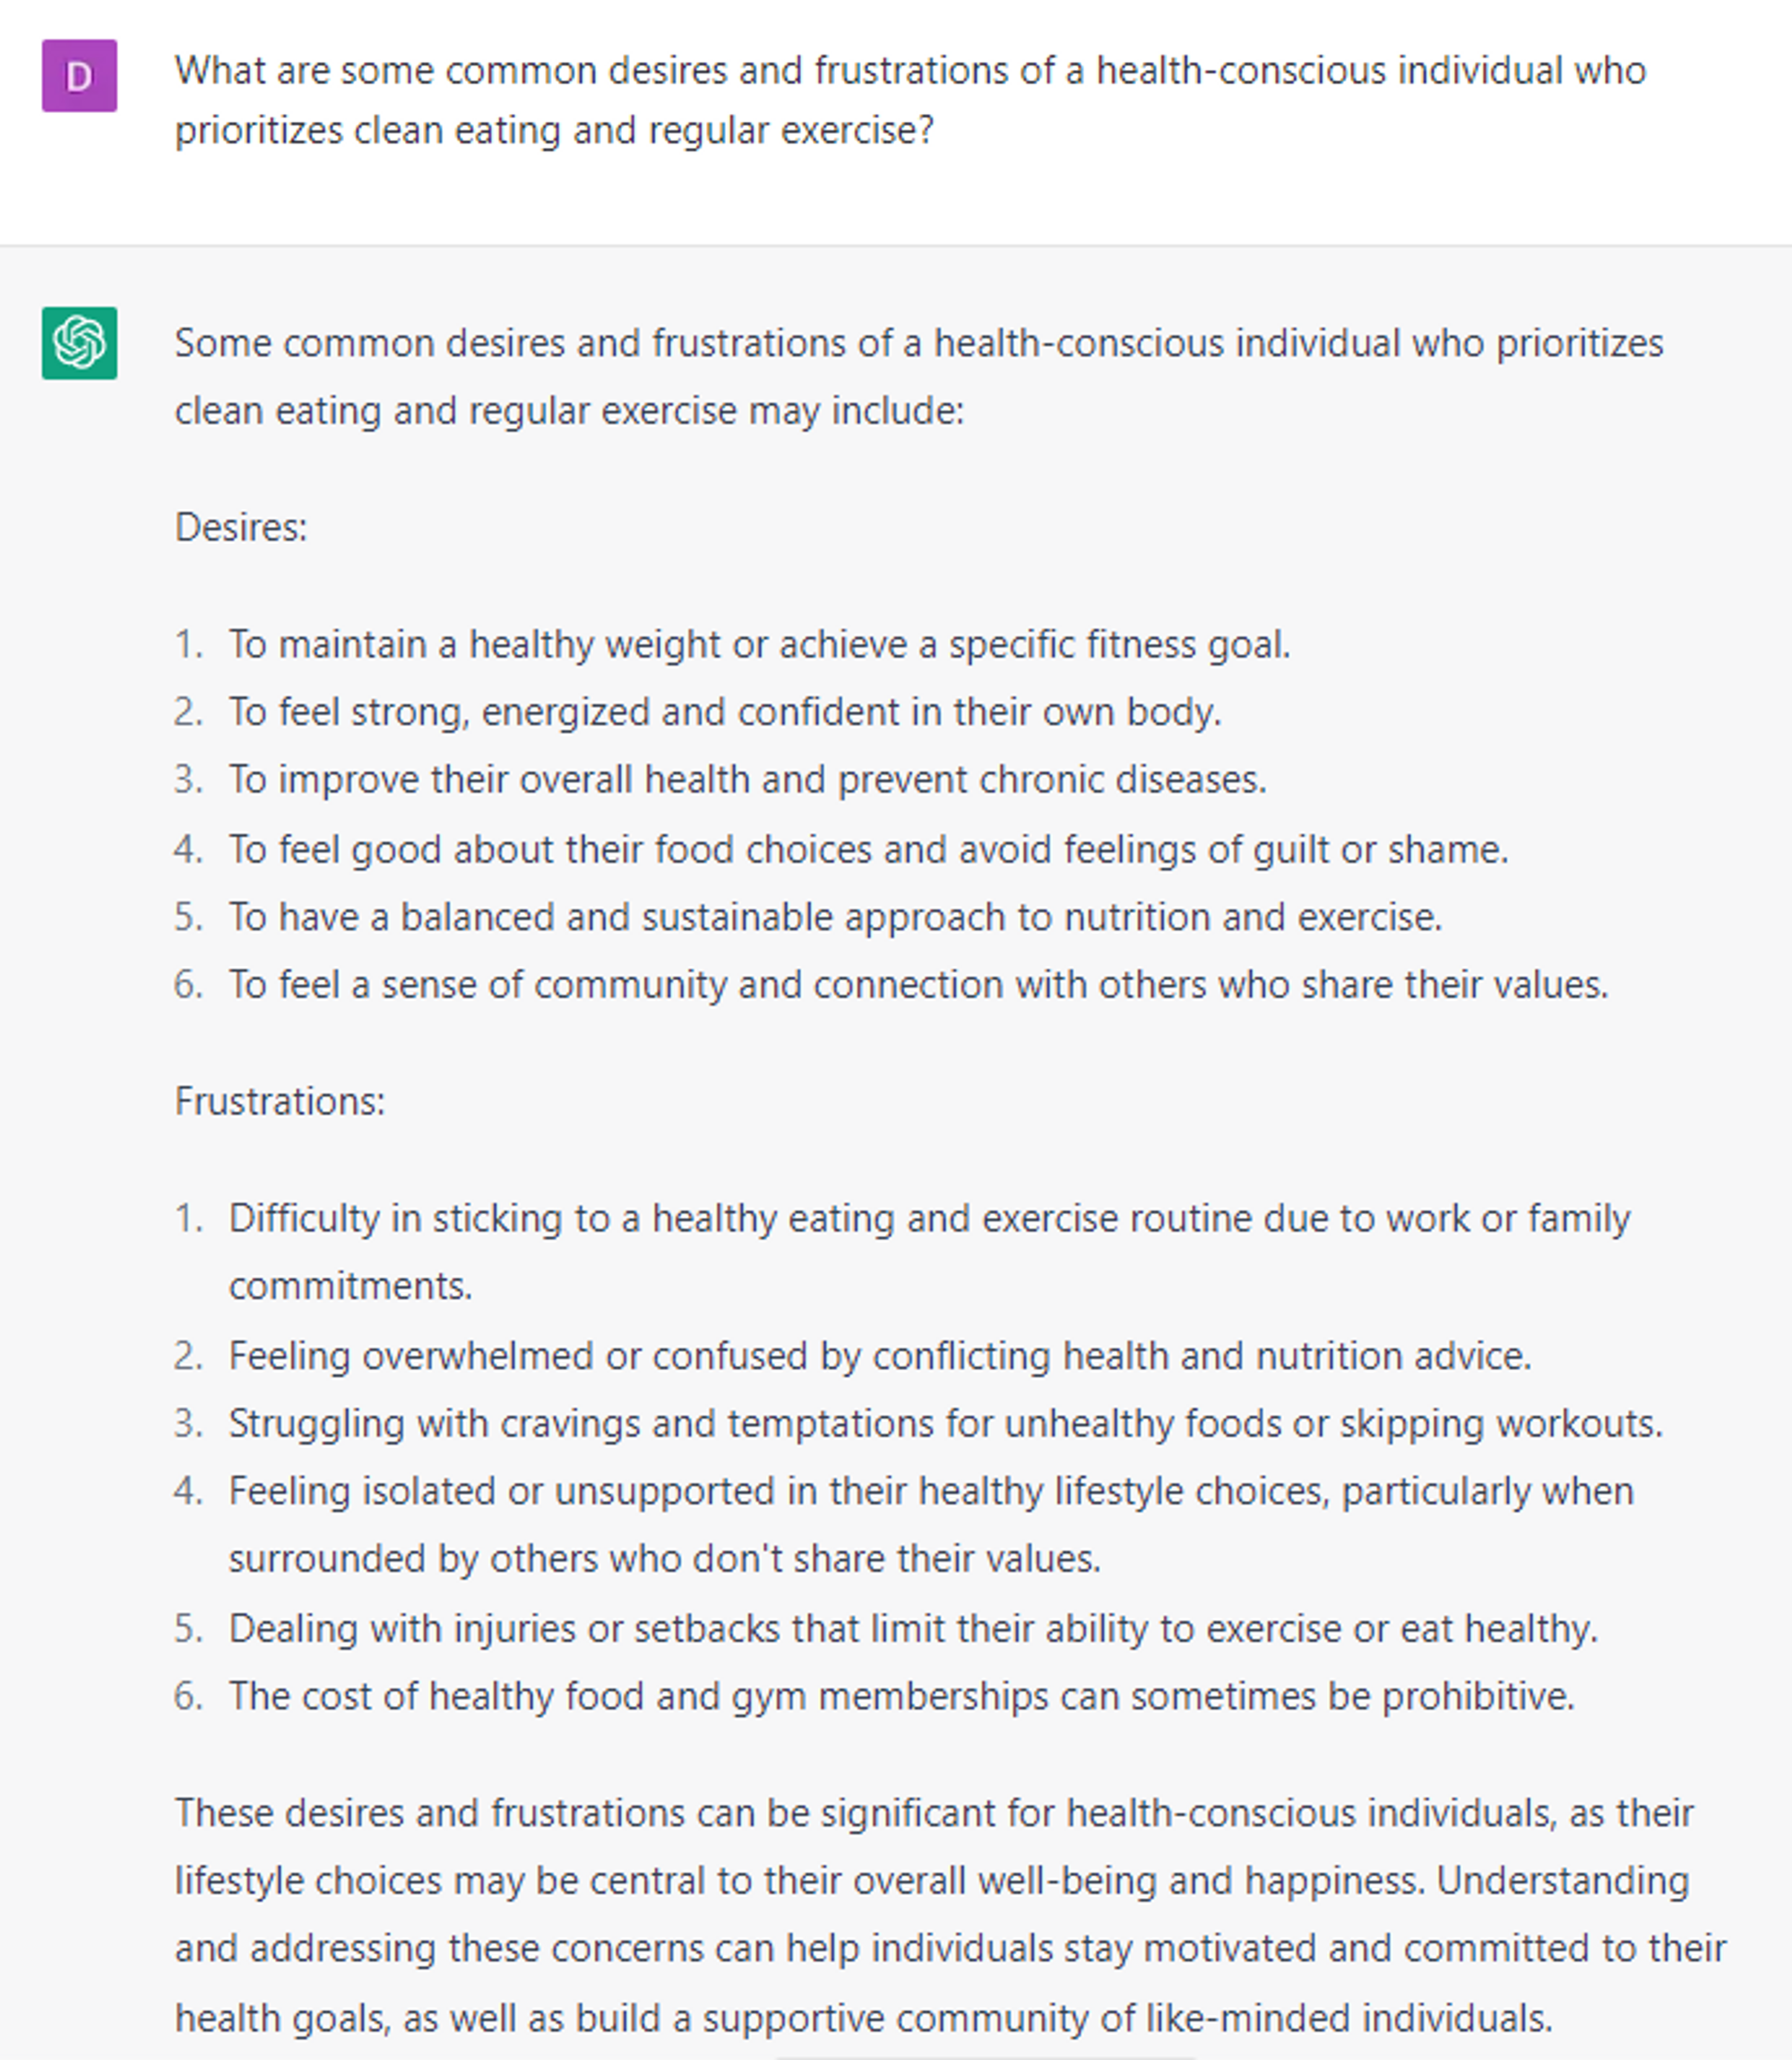 D
What are some common desires and frustrations of a health-conscious individual who
prioritizes clean eating and regular exercise?
Some common desires and frustrations of a health-conscious individual who prioritizes
clean eating and regular exercise may include:
Desires:
1. To maintain a healthy weight or achieve a specific fitness goal.
2. To feel strong, energized and confident in their own body.
3. To improve their overall health and prevent chronic diseases.
4. To feel good about their food choices and avoid feelings of guilt or shame.
5. To have a balanced and sustainable approach to nutrition and exercise.
6. To feel a sense of community and connection with others who share their values.
Frustrations:
1. Difficulty in sticking to a healthy eating and exercise routine due to work or family
commitments.
2. Feeling overwhelmed or confused by conflicting health and nutrition advice.
3. Struggling with cravings and temptations for unhealthy foods or skipping workouts.
4. Feeling isolated or unsupported in their healthy lifestyle choices, particularly when
surrounded by others who don't share their values.
5. Dealing with injuries or setbacks that limit their ability to exercise or eat healthy.
6. The cost of healthy food and gym memberships can sometimes be prohibitive.
These desires and frustrations can be significant for health-conscious individuals, as their
lifestyle choices may be central to their overall well-being and happiness. Understanding
and addressing these concerns can help individuals stay motivated and committed to their
health goals, as well as build a supportive community of like-minded individuals.